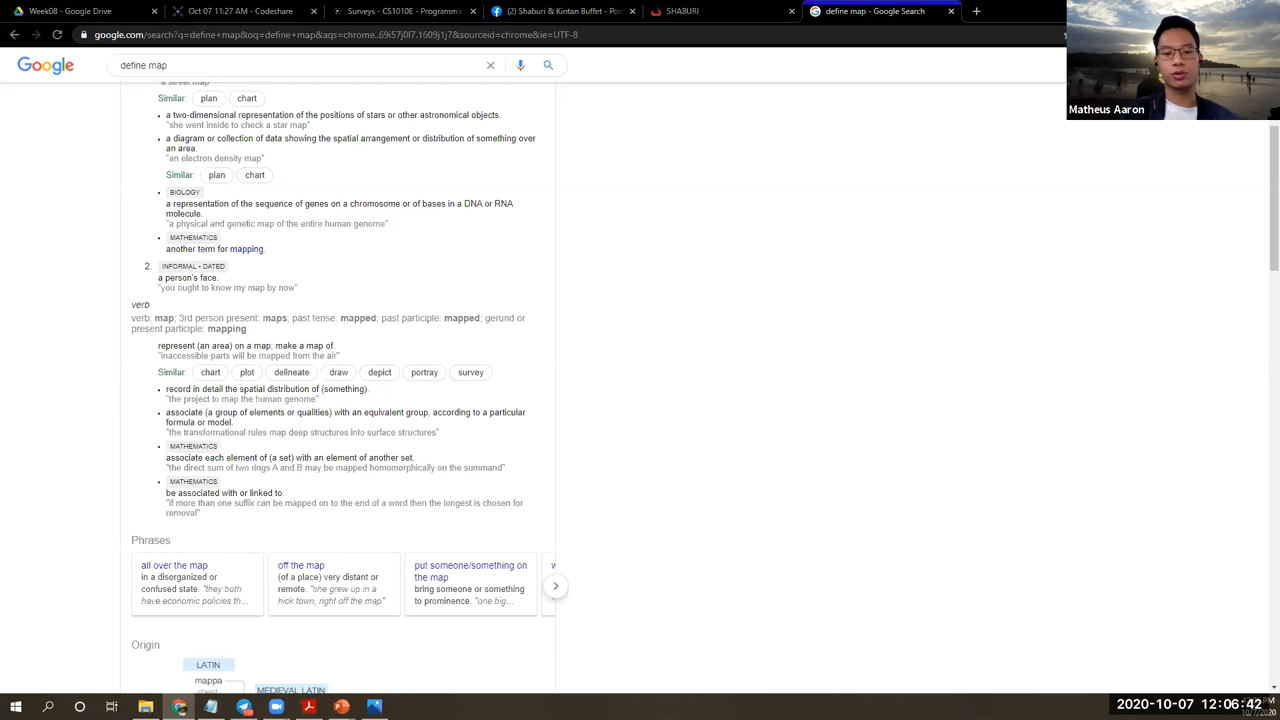 Week08 - Google Drive
Oct 07 11:27 AM - Codeshare
Surveys - CS1010E - Programmin
(2) Shaburi & Kintan Buffet - Post
SHABURI
define map - Google Search
google.com/search?q=define+map&oq=define+map&aqs=chrome..69i57j0l7.1609j1j7&sourceid=chrome&ie=UTF-8
Google
define map
"a street map"
Similar: plan chart
a two-dimensional representation of the positions of stars or other astronomical objects.
"she went inside to check a star map"
a diagram or collection of data showing the spatial arrangement or distribution of something over
an area.
"an electron density map"
Similar: plan chart
BIOLOGY
a representation of the sequence of genes on a chromosome or of bases in a DNA or RNA
molecule.
"a physical and genetic map of the entire human genome"
MATHEMATICS
another term for mapping.
2. INFORMAL • DATED
a person's face.
"you ought to know my map by now"
verb
verb: map; 3rd person present: maps; past tense: mapped; past participle: mapped; gerund or
present participle: mapping
represent (an area) on a map; make a map of.
"inaccessible parts will be mapped from the air"
Similar: chart plot delineate draw depict portray survey
record in detail the spatial distribution of (something).
"the project to map the human genome"
associate (a group of elements or qualities) with an equivalent group, according to a particular
formula or model.
"the transformational rules map deep structures into surface structures"
MATHEMATICS
associate each element of (a set) with an element of another set.
"the direct sum of two rings A and B may be mapped homomorphically on the summand"
MATHEMATICS
be associated with or linked to.
"if more than one suffix can be mapped on to the end of a word then the longest is chosen for
removal"
Phrases
all over the map
in a disorganized or
confused state. "they both
have economic policies th...
off the map
(of a place) very distant or
remote. "she grew up in a
hick town, right off the map"
put someone/something on
the map
bring someone or something
to prominence. "one big...
Origin
LATIN
mappa
sheet
MEDIEVAL LATIN
Matheus Aaron
2020-10-07 12:06:42
10/7/2020